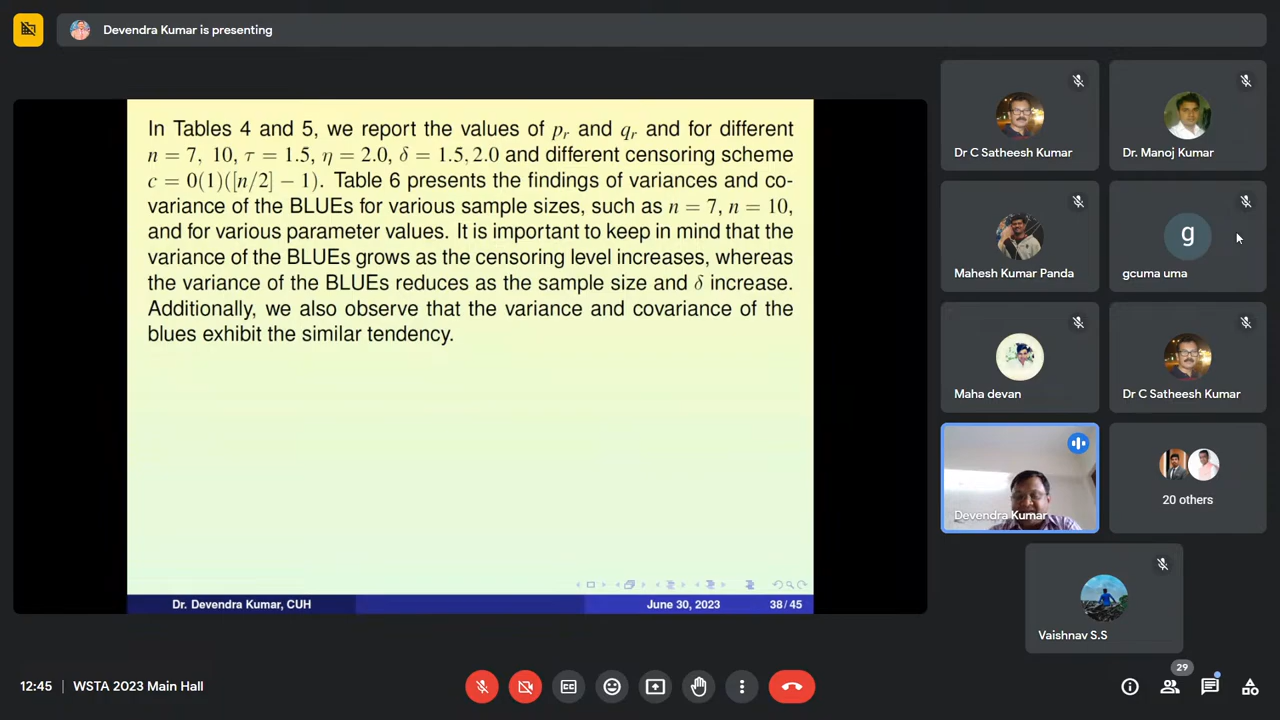 Devendra Kumar is presenting
In Tables 4 and 5, we report the values of pᵣ and qᵣ and for different
n = 7, 10, τ = 1.5, η = 2.0, δ = 1.5, 2.0 and different censoring scheme
c = 0(1)([n/2] − 1). Table 6 presents the findings of variances and co-
variance of the BLUEs for various sample sizes, such as n = 7, n = 10,
and for various parameter values. It is important to keep in mind that the
variance of the BLUEs grows as the censoring level increases, whereas
the variance of the BLUEs reduces as the sample size and δ increase.
Additionally, we also observe that the variance and covariance of the
blues exhibit the similar tendency.
Dr. Devendra Kumar, CUH
June 30, 2023
38/45
Dr C Satheesh Kumar
Dr. Manoj Kumar
Mahesh Kumar Panda
g
gcuma uma
Maha devan
Dr C Satheesh Kumar
Devendra Kumar
20 others
Vaishnav S.S
12:45 | WSTA 2023 Main Hall
29